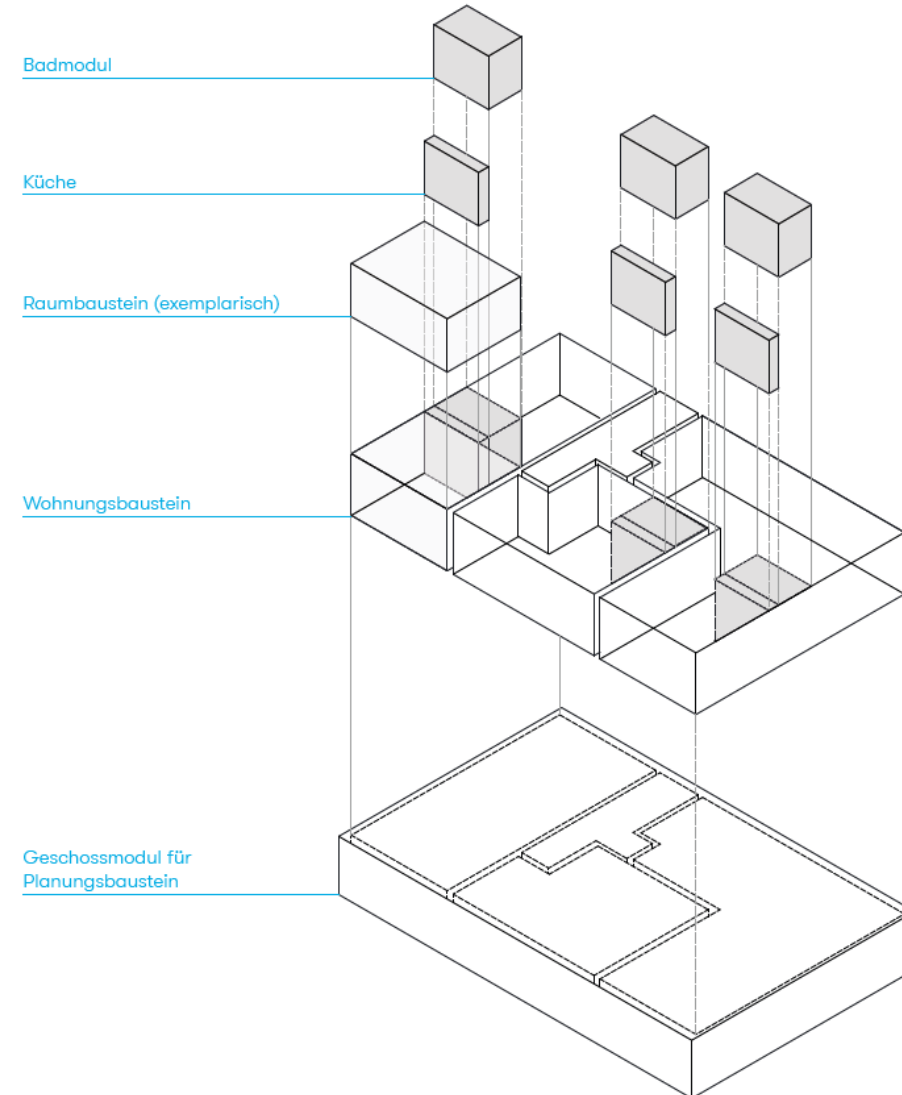 Badmodul
Küche
Raumbaustein (exemplarisch)
Wohnungsbaustein
Geschossmodul für
Planungsbaustein